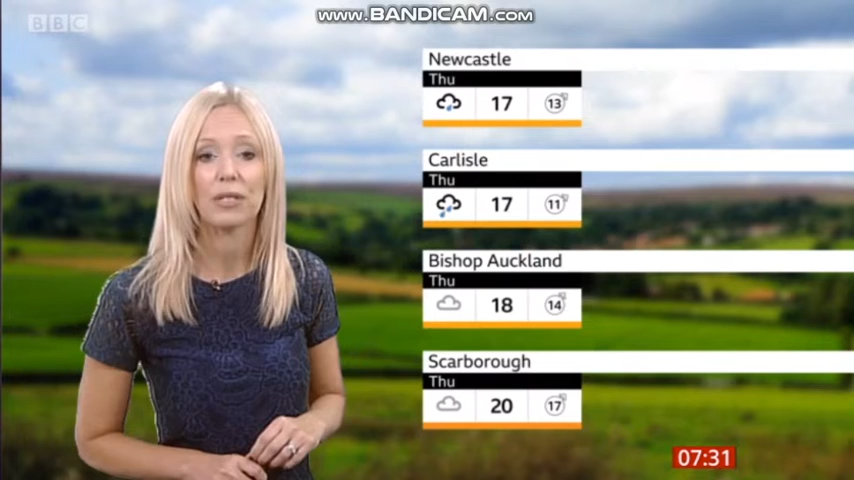 www.BANDICAM.com
BBC
Newcastle
Thu
17 13
Carlisle
Thu
17 11
Bishop Auckland
Thu
18 14
Scarborough
Thu
20 17
07:31